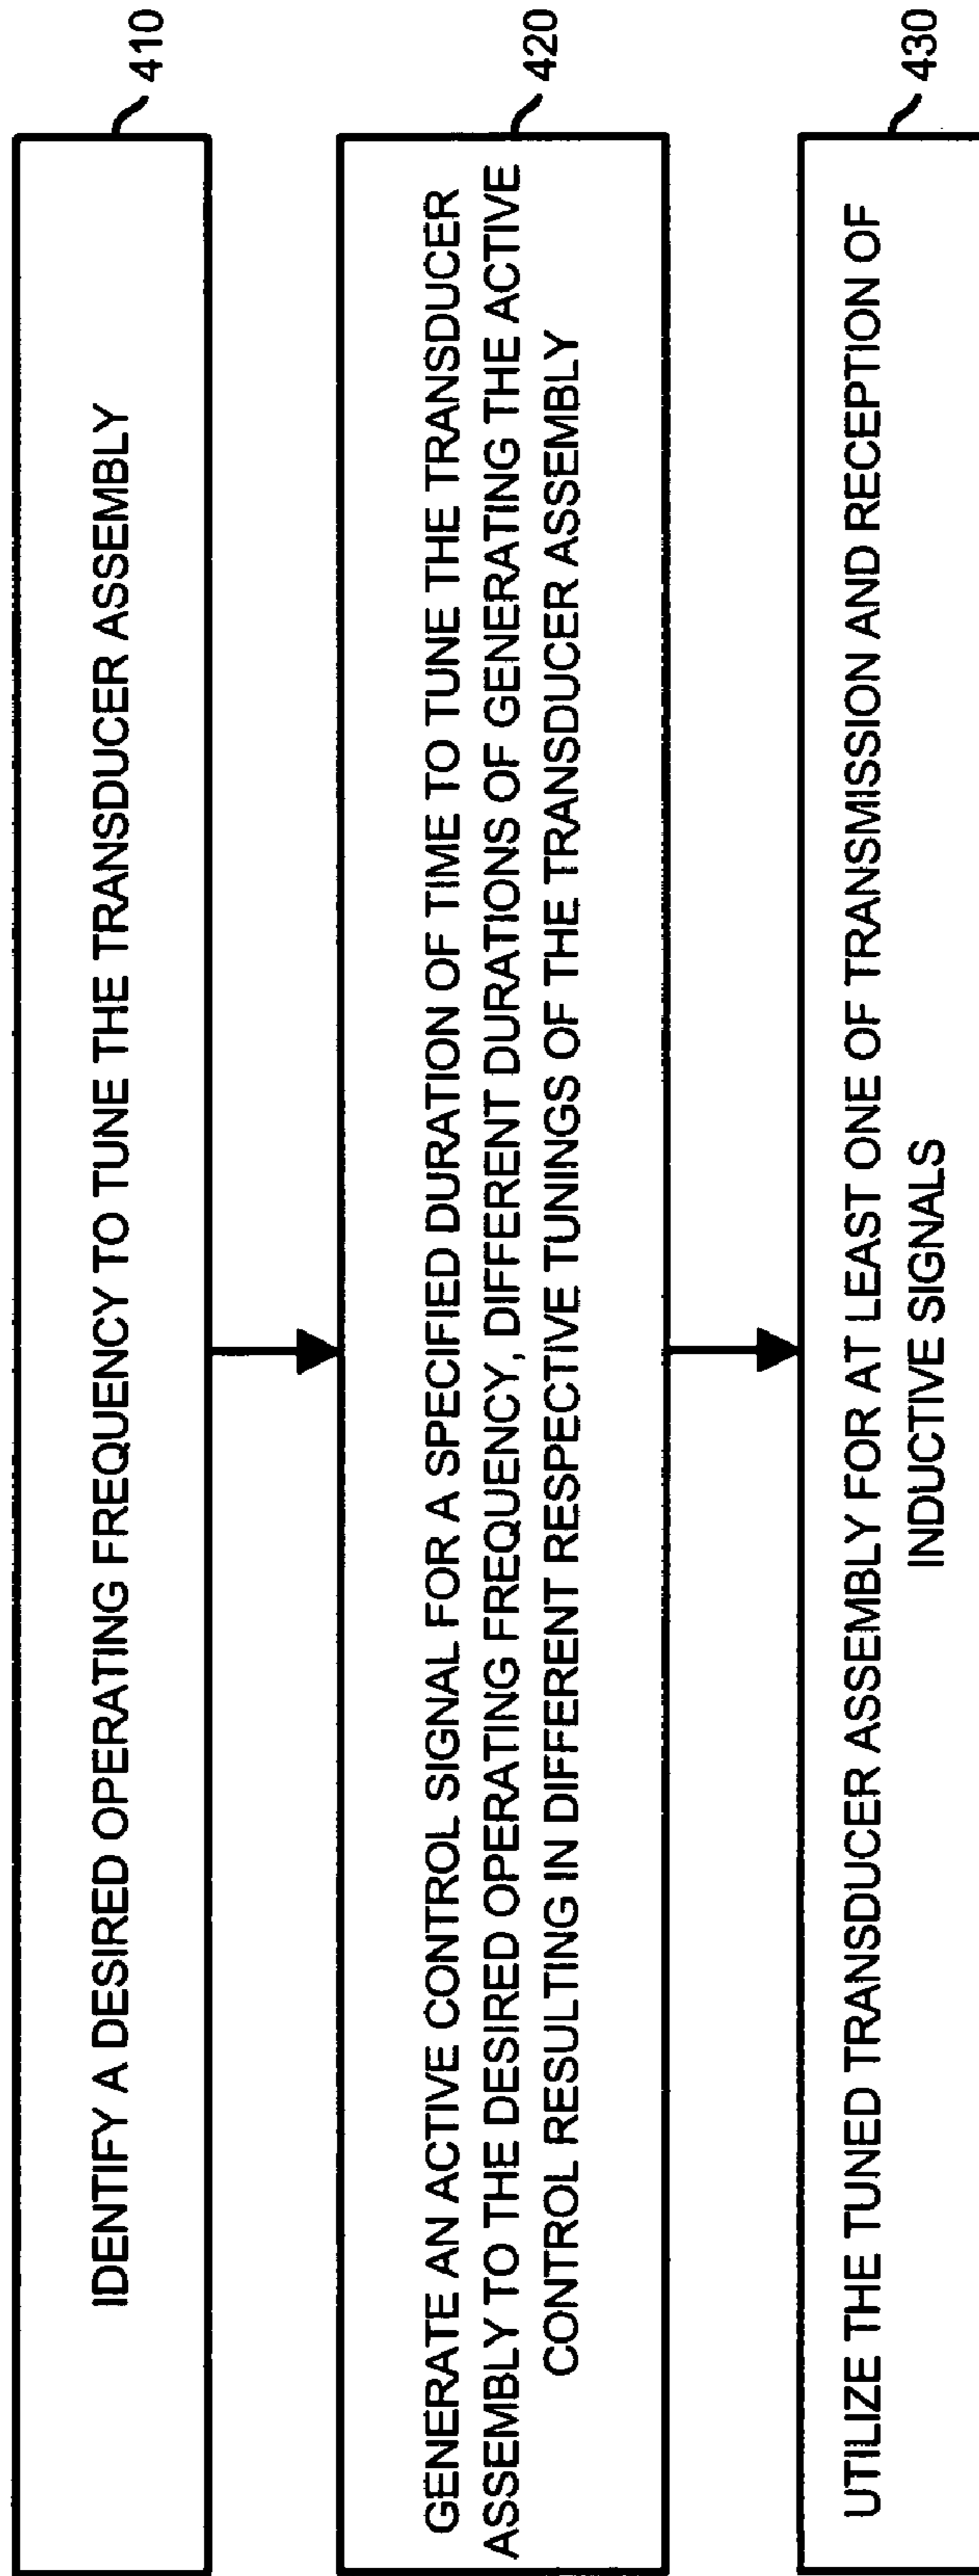 IDENTIFY A DESIRED OPERATING FREQUENCY TO TUNE THE TRANSDUCER ASSEMBLY
410
GENERATE AN ACTIVE CONTROL SIGNAL FOR A SPECIFIED DURATION OF TIME TO TUNE THE TRANSDUCER
ASSEMBLY TO THE DESIRED OPERATING FREQUENCY, DIFFERENT DURATIONS OF GENERATING THE ACTIVE
CONTROL RESULTING IN DIFFERENT RESPECTIVE TUNINGS OF THE TRANSDUCER ASSEMBLY
420
UTILIZE THE TUNED TRANSDUCER ASSEMBLY FOR AT LEAST ONE OF TRANSMISSION AND RECEPTION OF
INDUCTIVE SIGNALS
430